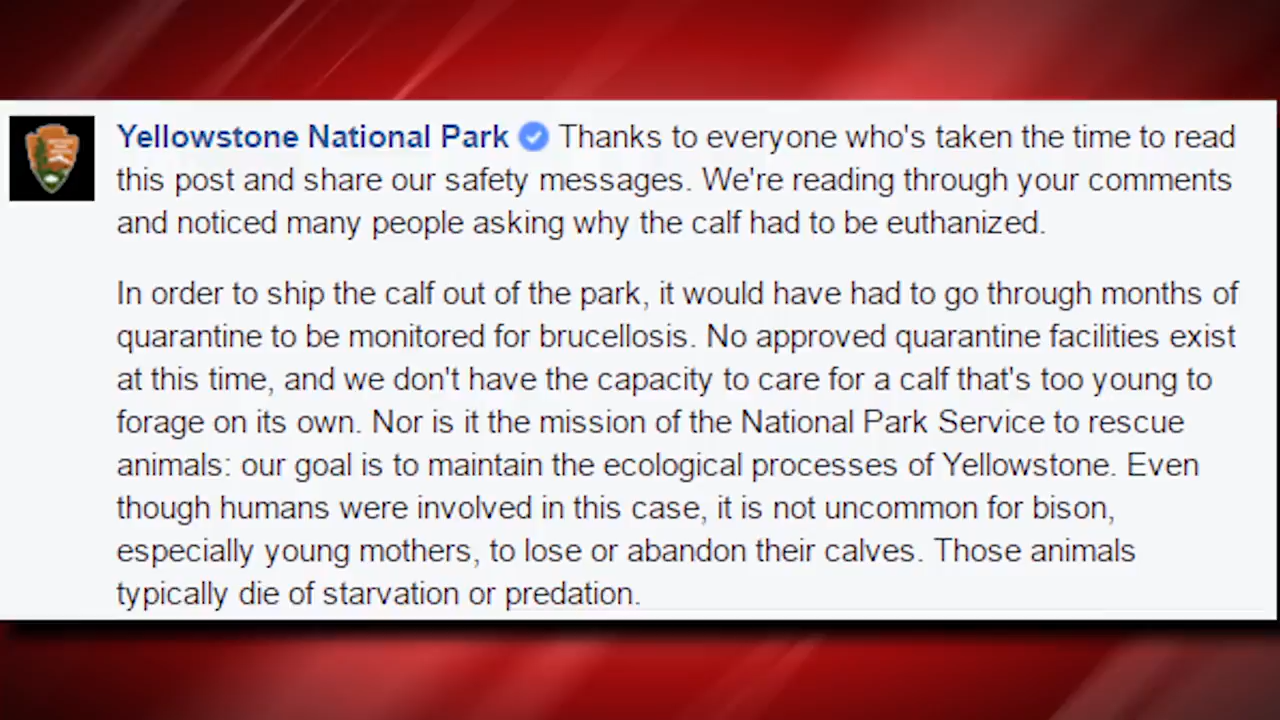 Yellowstone National Park Thanks to everyone who's taken the time to read
this post and share our safety messages. We're reading through your comments
and noticed many people asking why the calf had to be euthanized.
In order to ship the calf out of the park, it would have had to go through months of
quarantine to be monitored for brucellosis. No approved quarantine facilities exist
at this time, and we don't have the capacity to care for a calf that's too young to
forage on its own. Nor is it the mission of the National Park Service to rescue
animals: our goal is to maintain the ecological processes of Yellowstone. Even
though humans were involved in this case, it is not uncommon for bison,
especially young mothers, to lose or abandon their calves. Those animals
typically die of starvation or predation.